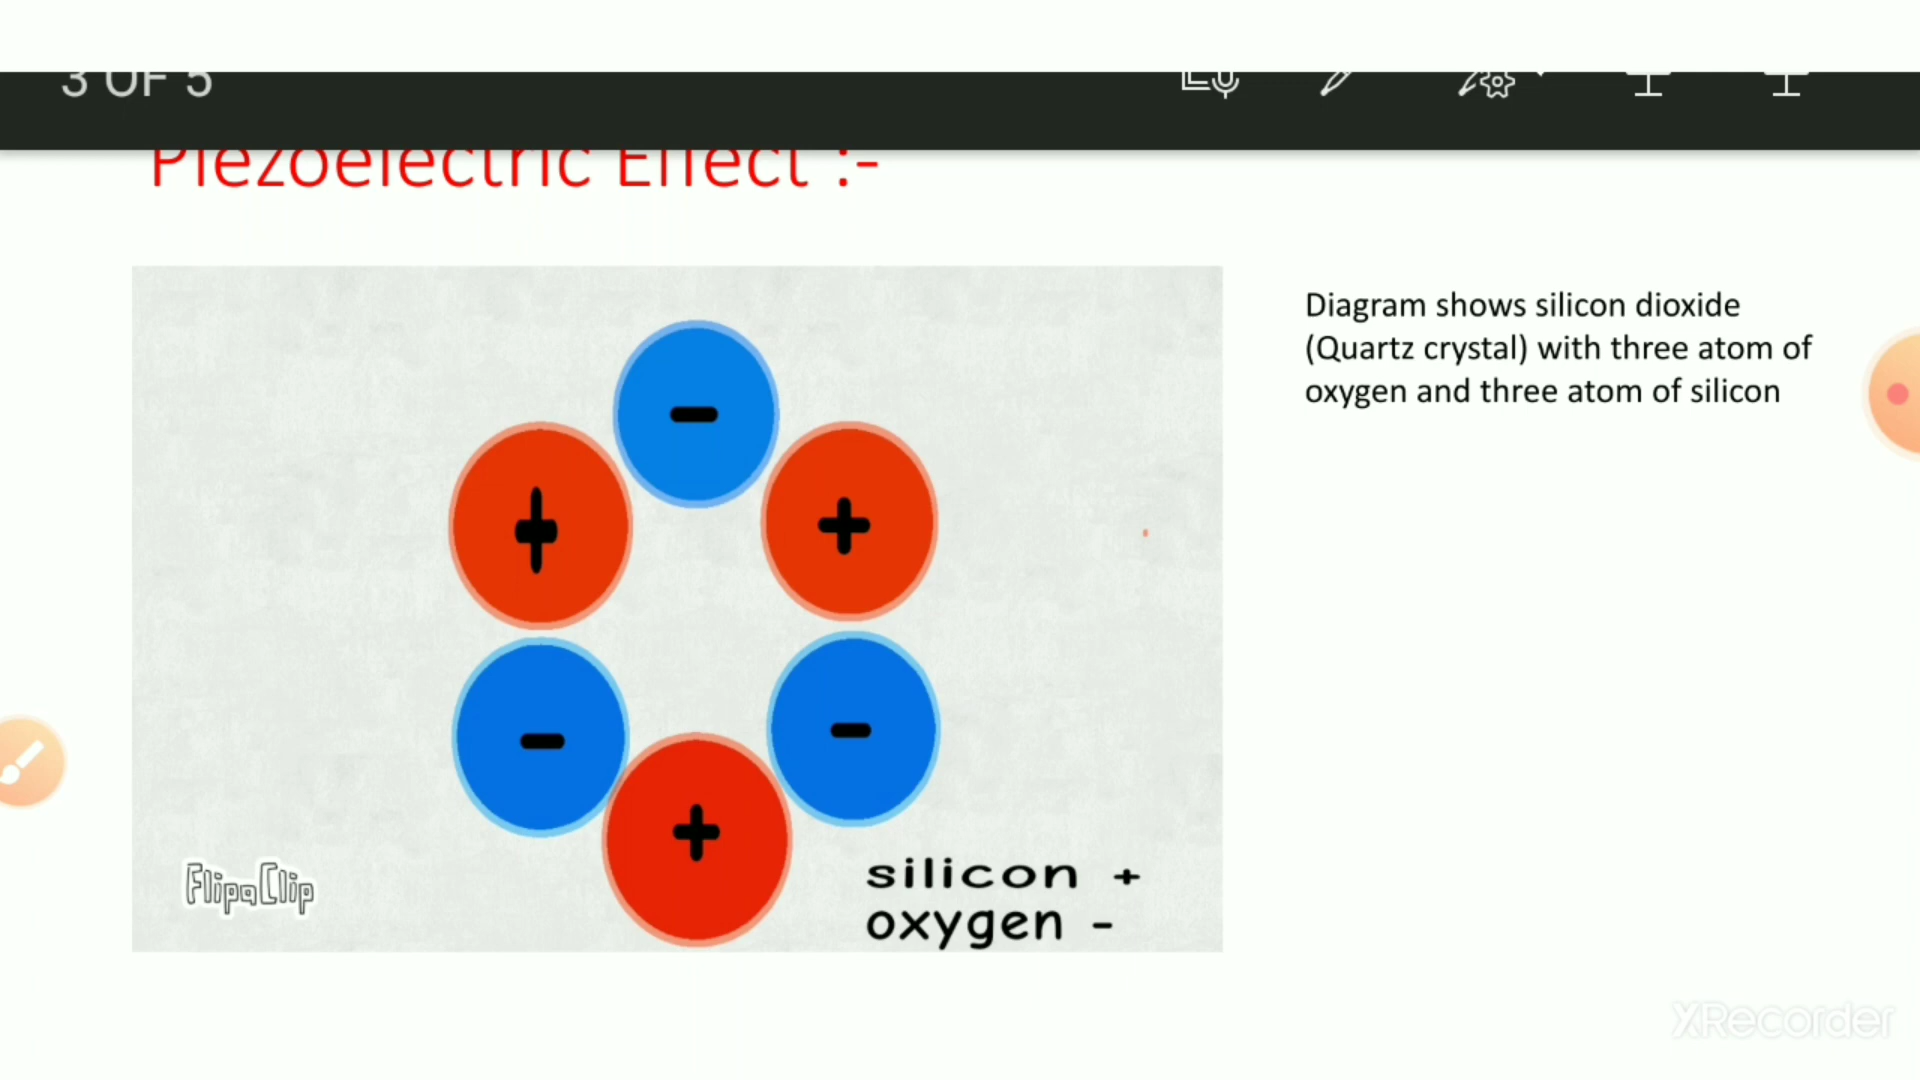 3 OF 5
Piezoelectric Effect :-
Diagram shows silicon dioxide
(Quartz crystal) with three atom of
oxygen and three atom of silicon
-
+ +
- -
+
silicon +
oxygen -
FlipaClip
XRecorder